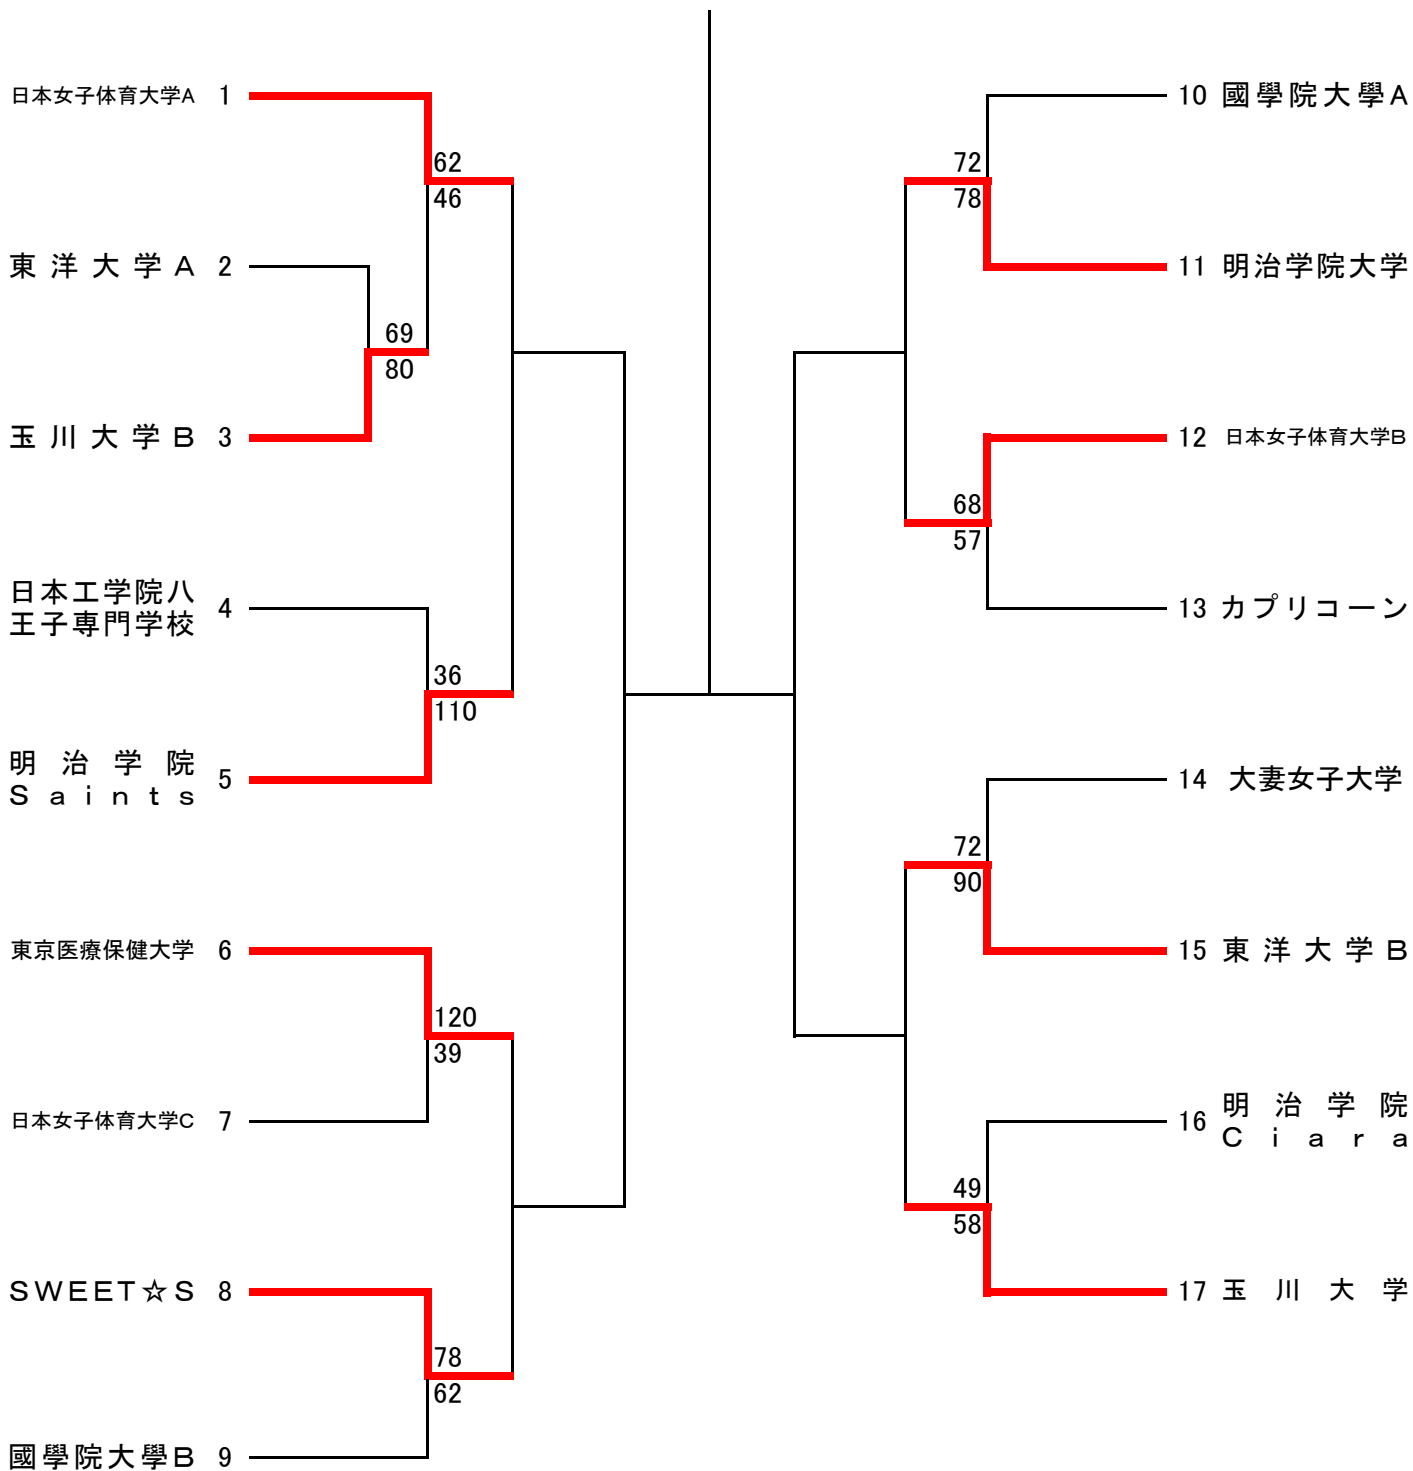 日本女子体育大学A 1
62
46
東洋大学A 2
69
80
玉川大学B 3
日本工学院八
王子専門学校 4
36
110
明治学院
Saints 5
東京医療保健大学 6
120
39
日本女子体育大学C 7
SWEET☆S 8
78
62
國學院大學B 9
10 國學院大學A
72
78
11 明治学院大学
12 日本女子体育大学B
68
57
13 カプリコーン
14 大妻女子大学
72
90
15 東洋大学B
16 明治学院
Ciara
49
58
17 玉川大学